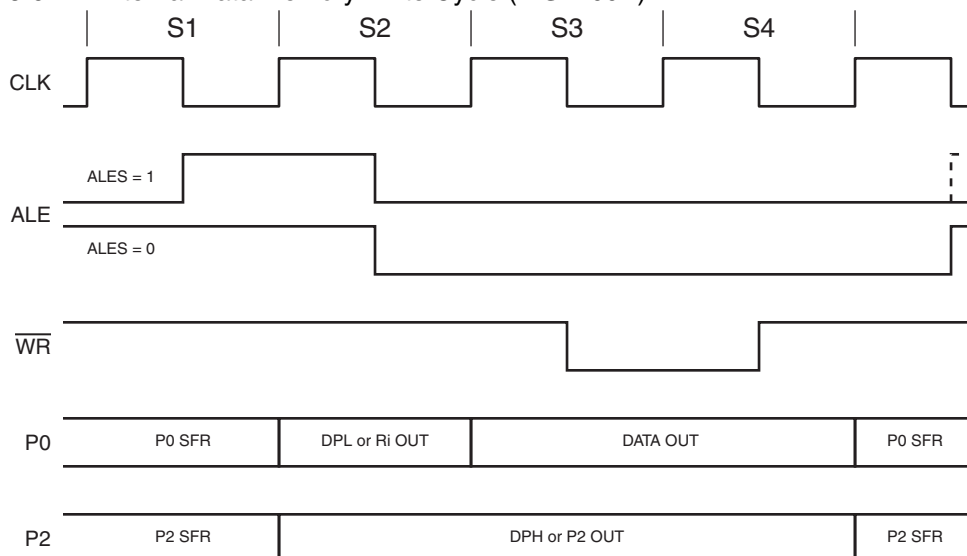 S1 S2 S3 S4
CLK
ALES = 1
ALE
ALES = 0
WR
P0 P0 SFR DPL or Ri OUT DATA OUT P0 SFR
P2 P2 SFR DPH or P2 OUT P2 SFR